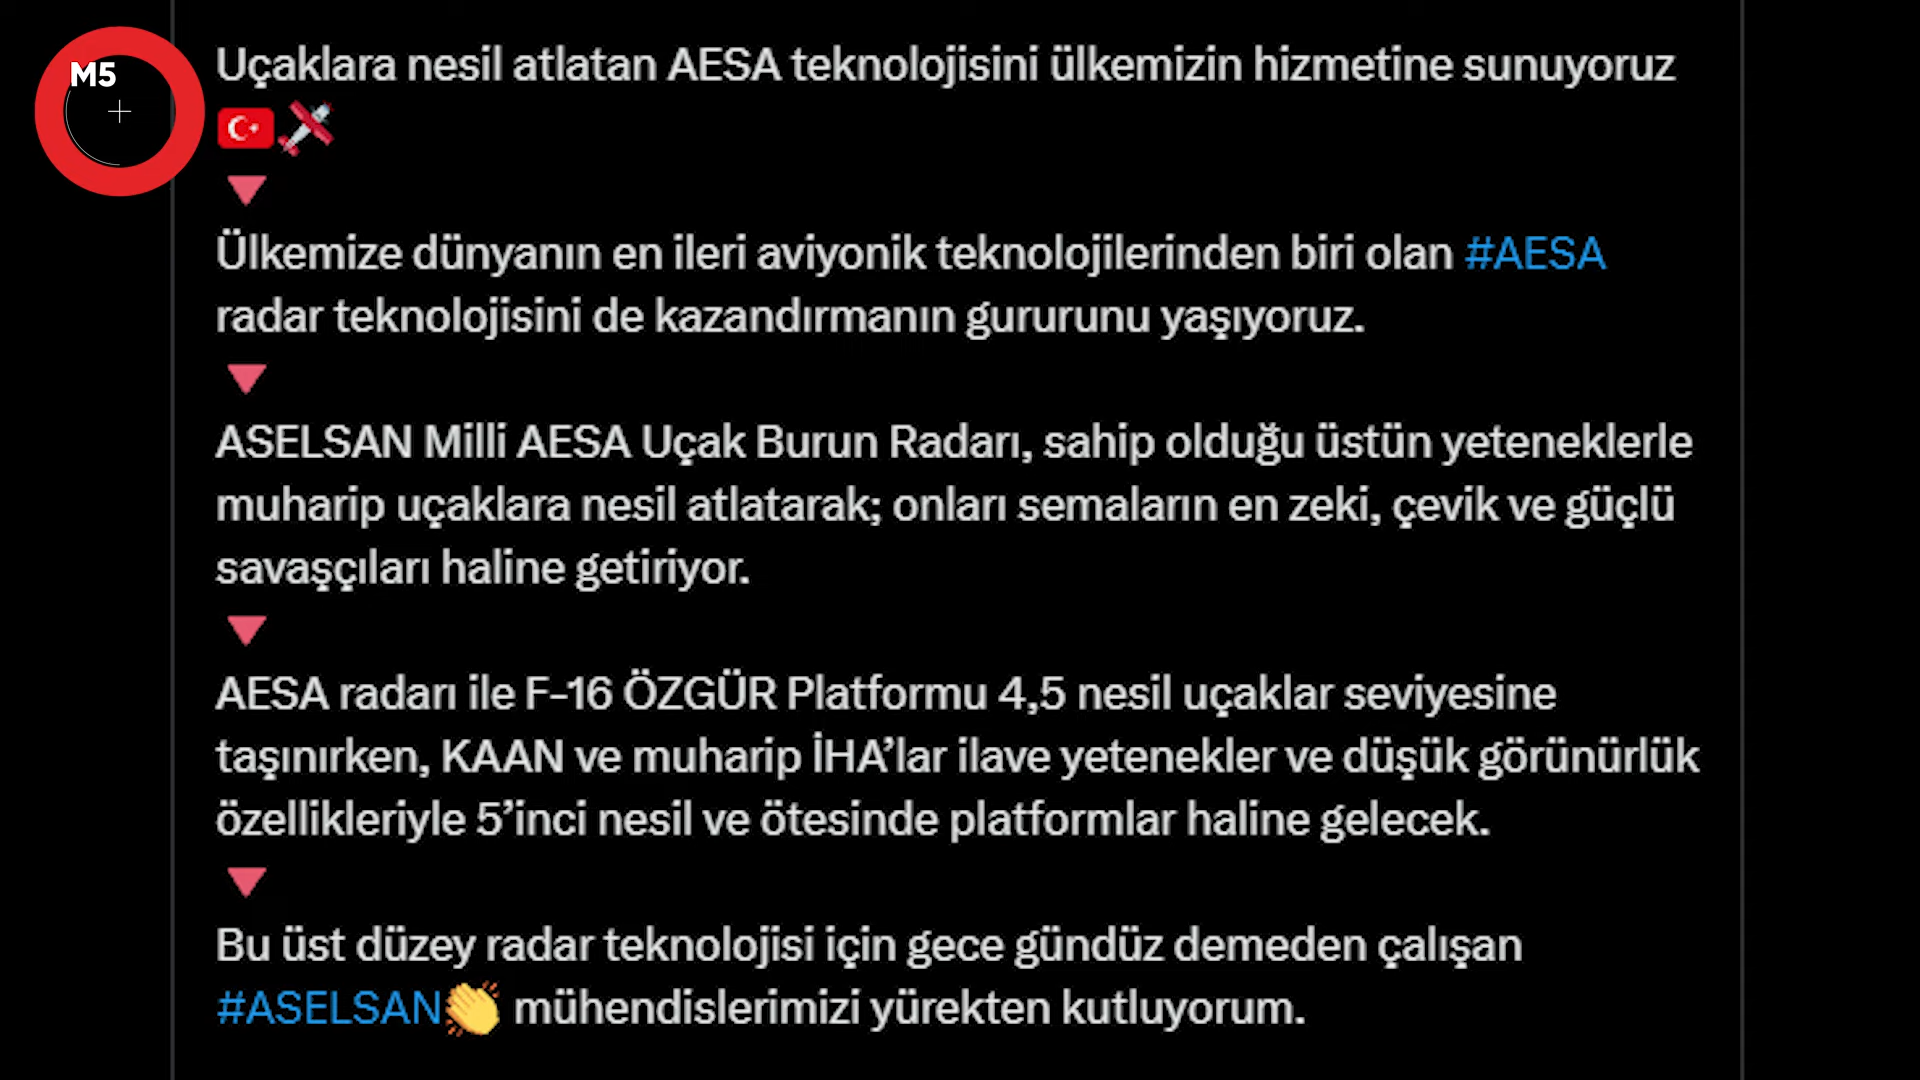 M5
Uçaklara nesil atlatan AESA teknolojisini ülkemizin hizmetine sunuyoruz
🇹🇷🛩️
🔻
Ülkemize dünyanın en ileri aviyonik teknolojilerinden biri olan #AESA
radar teknolojisini de kazandırmanın gururunu yaşıyoruz.
🔻
ASELSAN Milli AESA Uçak Burun Radarı, sahip olduğu üstün yeteneklerle
muharip uçaklara nesil atlatarak; onları semaların en zeki, çevik ve güçlü
savaşçıları haline getiriyor.
🔻
AESA radarı ile F-16 ÖZGÜR Platformu 4,5 nesil uçaklar seviyesine
taşınırken, KAAN ve muharip İHA’lar ilave yetenekler ve düşük görünürlük
özellikleriyle 5’inci nesil ve ötesinde platformlar haline gelecek.
🔻
Bu üst düzey radar teknolojisi için gece gündüz demeden çalışan
#ASELSAN👏 mühendislerimizi yürekten kutluyorum.